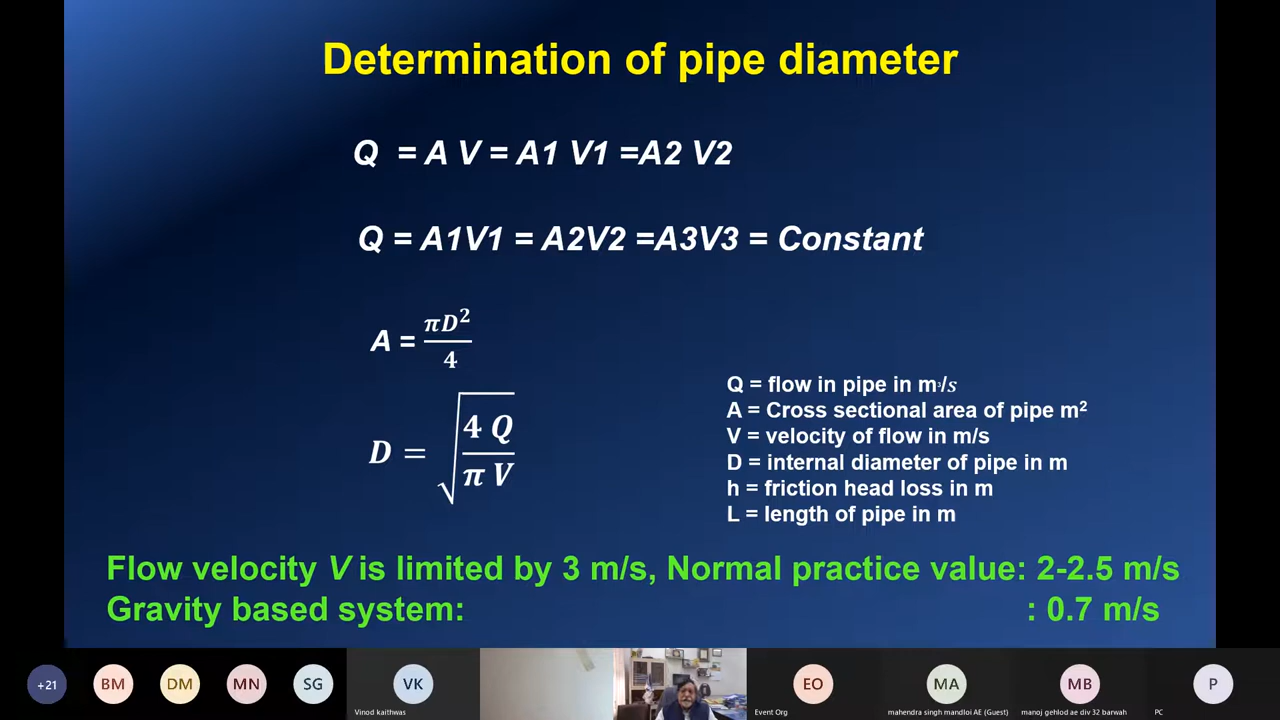 Determination of pipe diameter
Q = A V = A1 V1 =A2 V2
Q = A1V1 = A2V2 =A3V3 = Constant
A = πD²/4
D = √(4 Q / π V)
Q = flow in pipe in m³/s
A = Cross sectional area of pipe m²
V = velocity of flow in m/s
D = internal diameter of pipe in m
h = friction head loss in m
L = length of pipe in m
Flow velocity V is limited by 3 m/s, Normal practice value: 2-2.5 m/s
Gravity based system: : 0.7 m/s
+21 BM DM MN SG VK EO MA MB P
Vinod kaithwas Event Org mahendra singh mandloi AE (Guest) manoj gehlod ae div 32 barwah PC